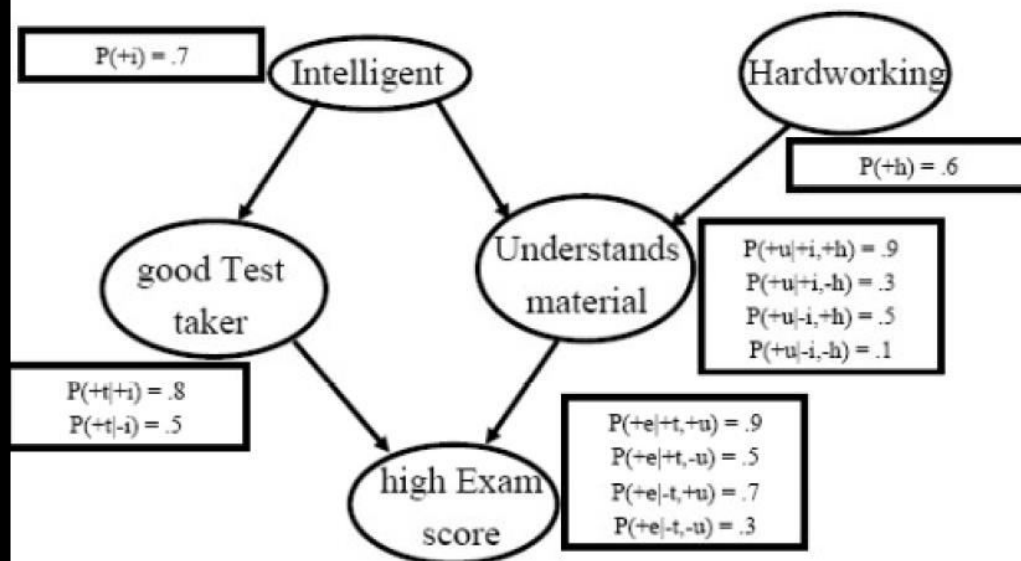 P(+i) = .7
Intelligent
Hardworking
P(+h) = .6
good Test
taker
Understands
material
P(+u|+i,+h) = .9
P(+u|+i,-h) = .3
P(+u|-i,+h) = .5
P(+u|-i,-h) = .1
P(+t|+i) = .8
P(+t|-i) = .5
high Exam
score
P(+e|+t,+u) = .9
P(+e|+t,-u) = .5
P(+e|-t,+u) = .7
P(+e|-t,-u) = .3